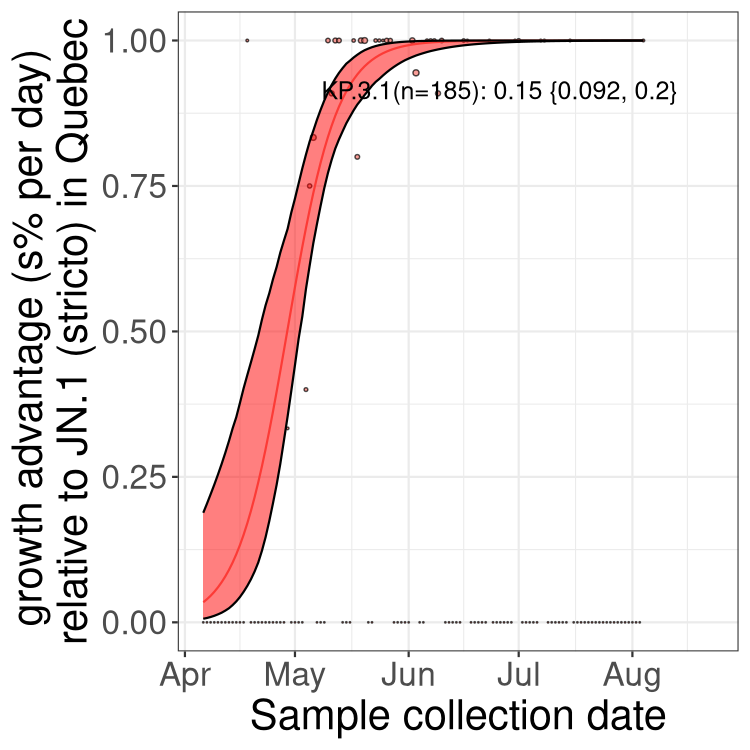 growth advantage (s% per day)
relative to JN.1 (stricto) in Quebec
1.00
0.75
0.50
0.25
0.00
KP.3.1(n=185): 0.15 {0.092, 0.2}
Apr May Jun Jul Aug
Sample collection date